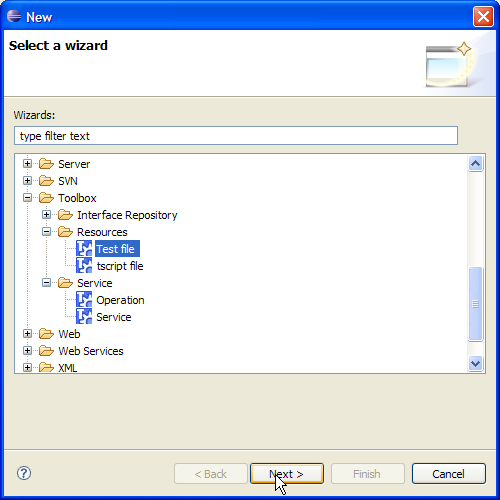 New
Select a wizard
Wizards:
type filter text
Server
SVN
Toolbox
Interface Repository
Resources
Test file
tscript file
Service
Operation
Service
Web
Web Services
XML
? < Back Next > Finish Cancel